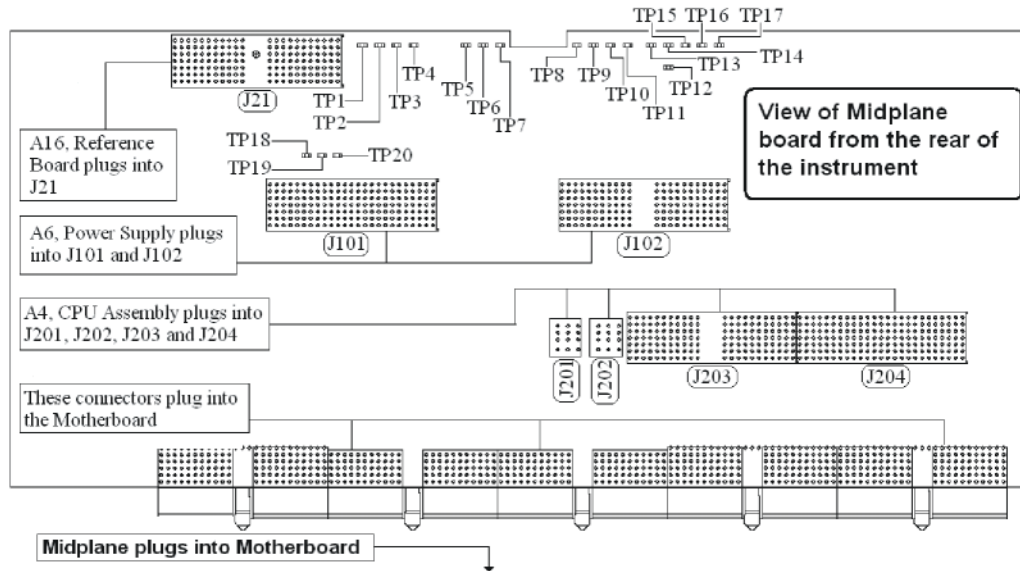 TP15 TP16 TP17
TP4
TP14
TP5
TP8
TP9
TP13
TP1 TP3
TP6
TP10
TP12
TP2
TP7
TP11
J21
View of Midplane
board from the rear of
the instrument
A16, Reference
Board plugs into
J21
TP18
TP20
TP19
A6, Power Supply plugs
into J101 and J102
J101
J102
A4, CPU Assembly plugs into
J201, J202, J203 and J204
J201
J202
J203
J204
These connectors plug into
the Motherboard
Midplane plugs into Motherboard